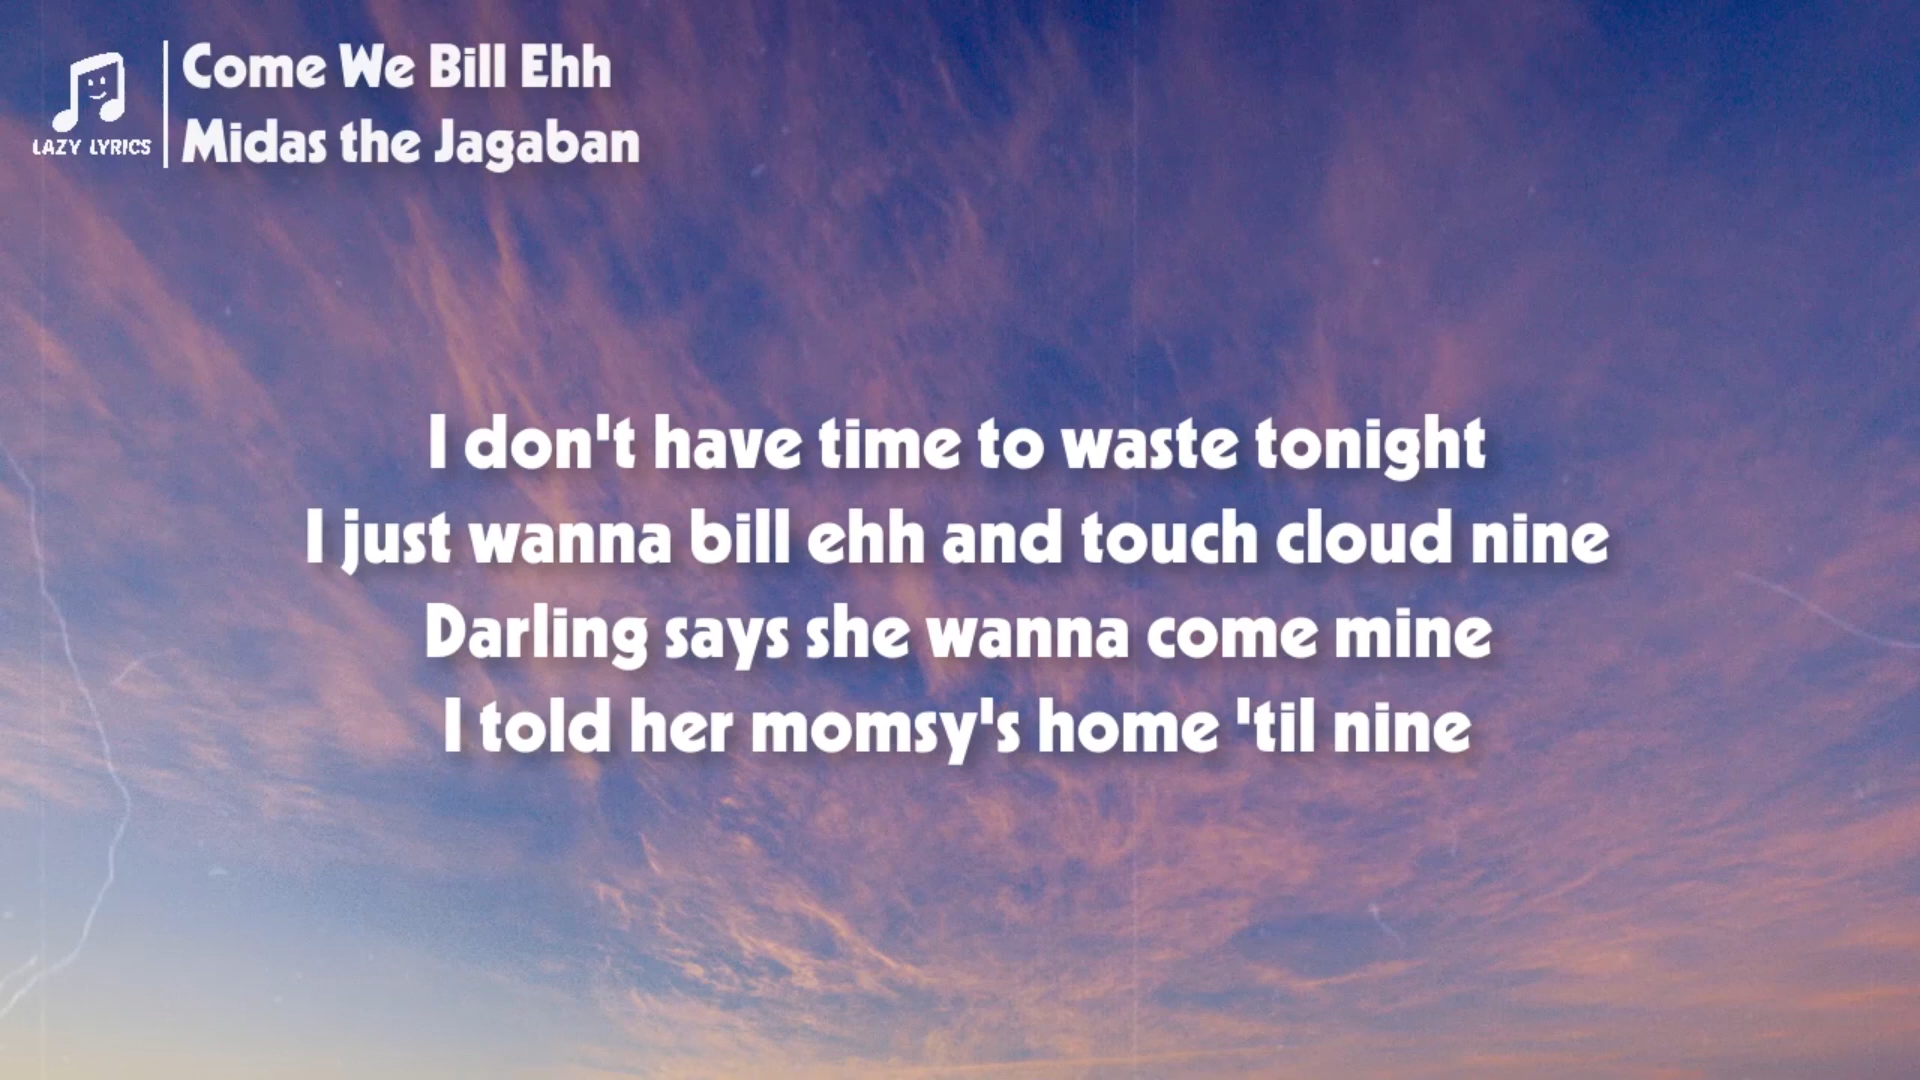 LAZY LYRICS
Come We Bill Ehh
Midas the Jagaban
I don't have time to waste tonight
I just wanna bill ehh and touch cloud nine
Darling says she wanna come mine
I told her momsy's home 'til nine